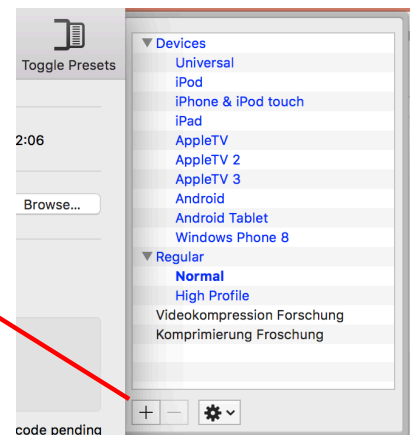 Toggle Presets
2:06
Browse...
code pending
Devices
Universal
iPod
iPhone & iPod touch
iPad
AppleTV
AppleTV 2
AppleTV 3
Android
Android Tablet
Windows Phone 8
Regular
Normal
High Profile
Videokompression Forschung
Komprimierung Froschung